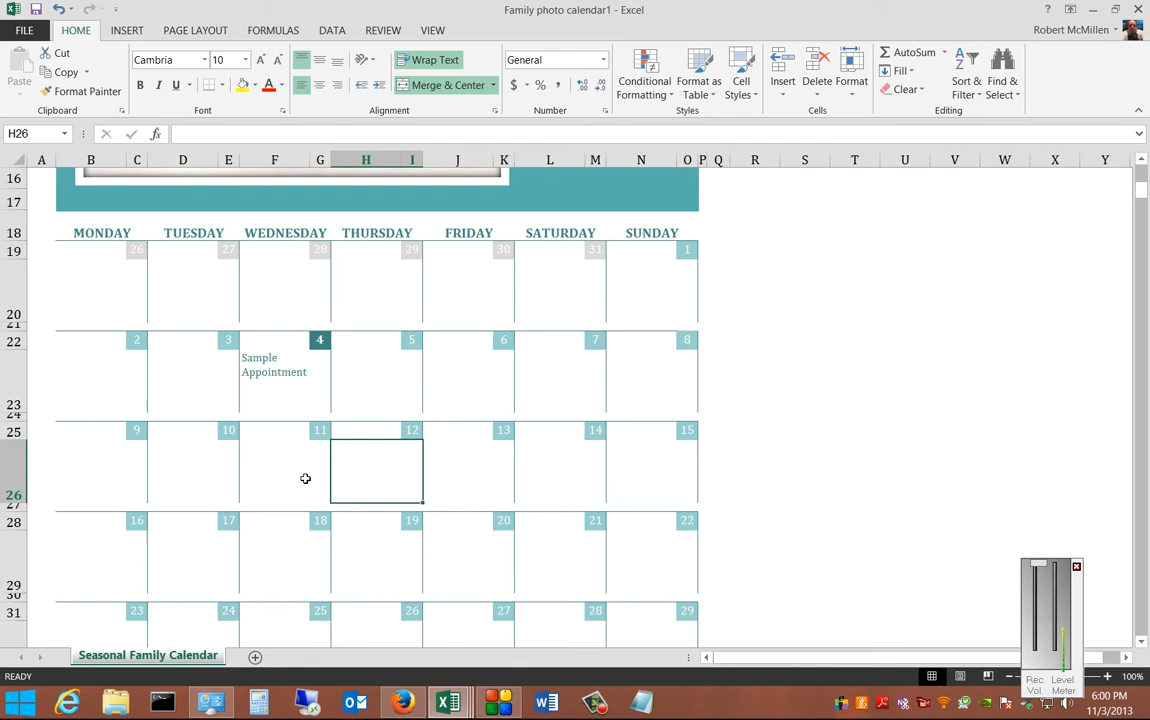 Family photo calendar1 - Excel
FILE HOME INSERT PAGE LAYOUT FORMULAS DATA REVIEW VIEW Robert McMillen
Cut Cambria 10 Wrap Text General AutoSum
Paste Copy Conditional Format as Cell Insert Delete Format Fill Sort & Find &
Format Painter B I U A Merge & Center $ % , Formatting Table Styles Clear Filter Select
Clipboard Font Alignment Number Styles Cells Editing
H26 fx
A B C D E F G H I J K L M N O P Q R S T U V W X Y
16
17
18 MONDAY TUESDAY WEDNESDAY THURSDAY FRIDAY SATURDAY SUNDAY
19 26 27 28 29 30 31 1
20
21
22 2 3 4 5 6 7 8
Sample
Appointment
23
24
25 9 10 11 12 13 14 15
26
27
28 16 17 18 19 20 21 22
29
30
31 23 24 25 26 27 28 29
Seasonal Family Calendar
READY 100%
Rec. Level
Vol. Meter
6:00 PM
11/3/2013